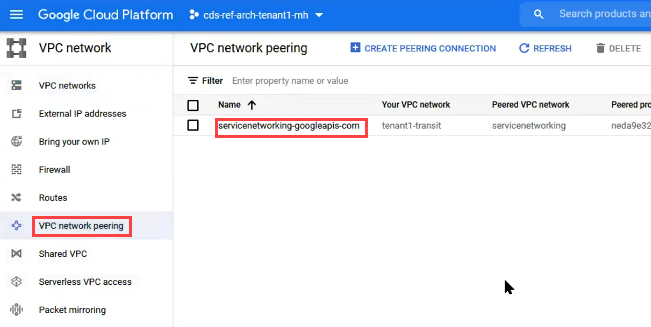 Google Cloud Platform cds-ref-arch-tenant1-mh Search products an
VPC network
VPC network peering CREATE PEERING CONNECTION REFRESH DELETE
VPC networks
External IP addresses
Bring your own IP
Firewall
Routes
VPC network peering
Shared VPC
Serverless VPC access
Packet mirroring
Filter Enter property name or value
Name Your VPC network Peered VPC network Peered pro
servicenetworking-googleapis-com tenant1-transit servicenetworking neda9e32